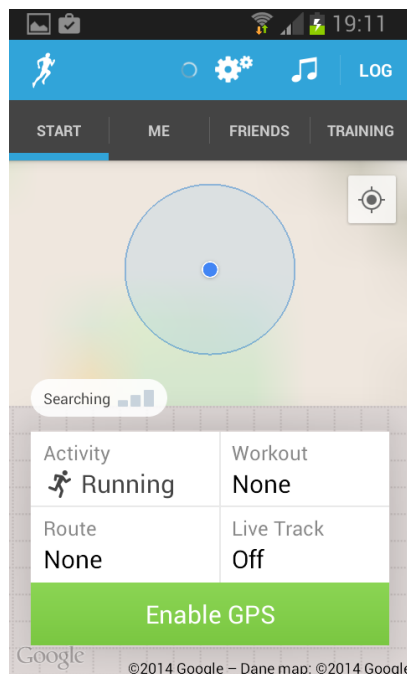 19:11
LOG
START ME FRIENDS TRAINING
Searching
Activity Workout
Running None
Route Live Track
None Off
Enable GPS
Google
©2014 Google – Dane map: ©2014 Google